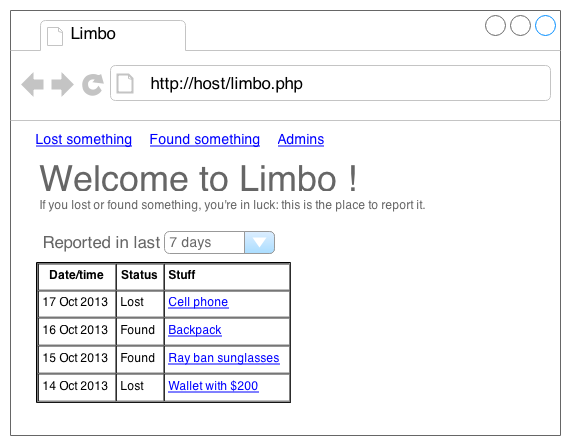 Limbo
http://host/limbo.php
Lost something Found something Admins
Welcome to Limbo !
If you lost or found something, you're in luck: this is the place to report it.
Reported in last 7 days
Date/time Status Stuff
17 Oct 2013 Lost Cell phone
16 Oct 2013 Found Backpack
15 Oct 2013 Found Ray ban sunglasses
14 Oct 2013 Lost Wallet with $200